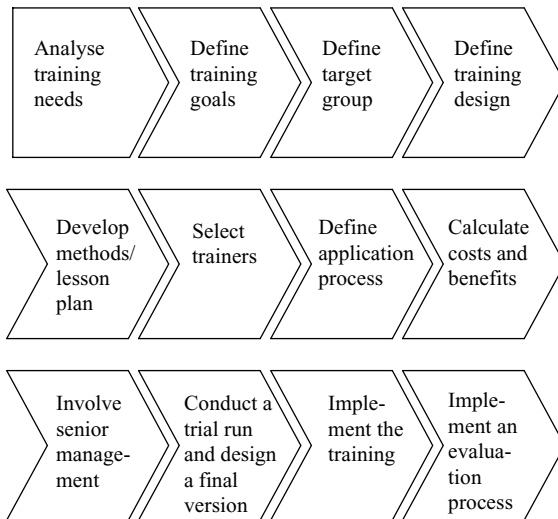 Analyse
training
needs
Define
training
goals
Define
target
group
Define
training
design
Develop
methods/
lesson
plan
Select
trainers
Define
application
process
Calculate
costs and
benefits
Involve
senior
manage-
ment
Conduct a
trial run
and design
a final
version
Imple-
ment the
training
Imple-
ment an
evalua-
tion
process